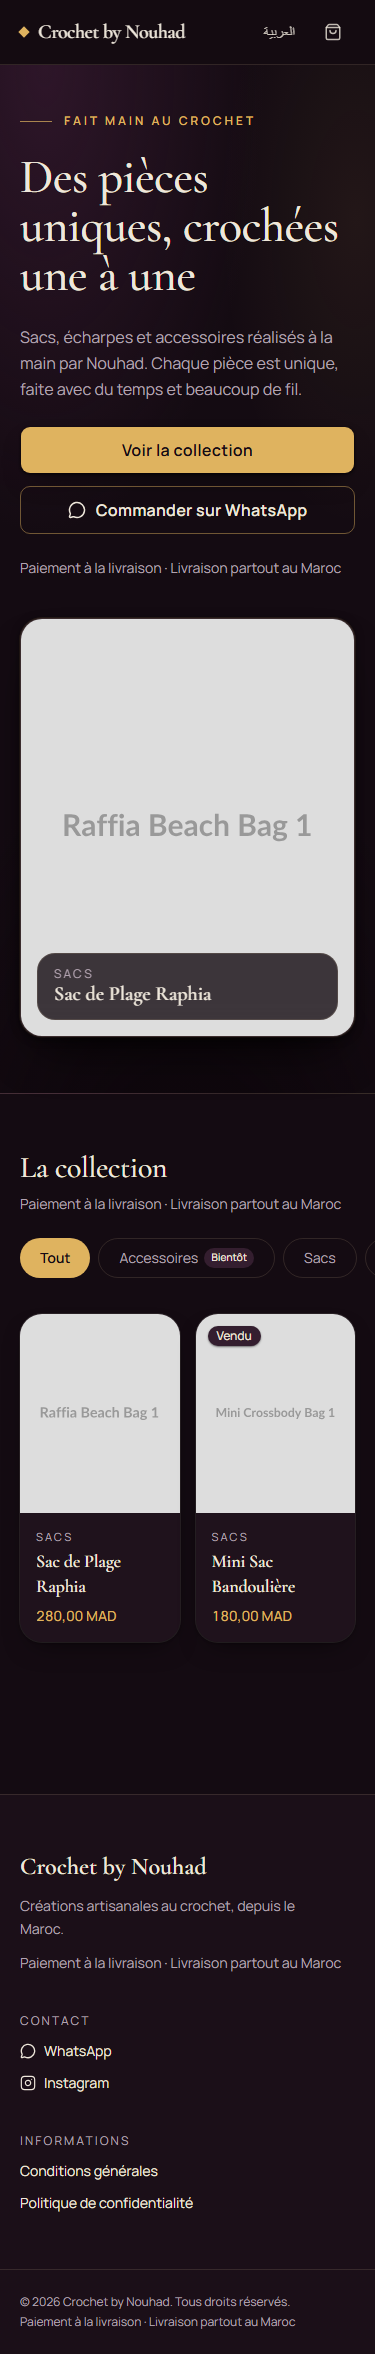 Crochet by Nouhad
العربية
FAIT MAIN AU CROCHET
Des pièces
uniques, crochées
une à une
Sacs, écharpes et accessoires réalisés à la
main par Nouhad. Chaque pièce est unique,
faite avec du temps et beaucoup de fil.
Voir la collection
Commander sur WhatsApp
Paiement à la livraison · Livraison partout au Maroc
Raffia Beach Bag 1
SACS
Sac de Plage Raphia
La collection
Paiement à la livraison · Livraison partout au Maroc
Tout
Accessoires Bientôt
Sacs
Raffia Beach Bag 1
SACS
Sac de Plage
Raphia
280,00 MAD
Vendu
Mini Crossbody Bag 1
SACS
Mini Sac
Bandoulière
180,00 MAD
Crochet by Nouhad
Créations artisanales au crochet, depuis le
Maroc.
Paiement à la livraison · Livraison partout au Maroc
CONTACT
WhatsApp
Instagram
INFORMATIONS
Conditions générales
Politique de confidentialité
© 2026 Crochet by Nouhad. Tous droits réservés.
Paiement à la livraison · Livraison partout au Maroc